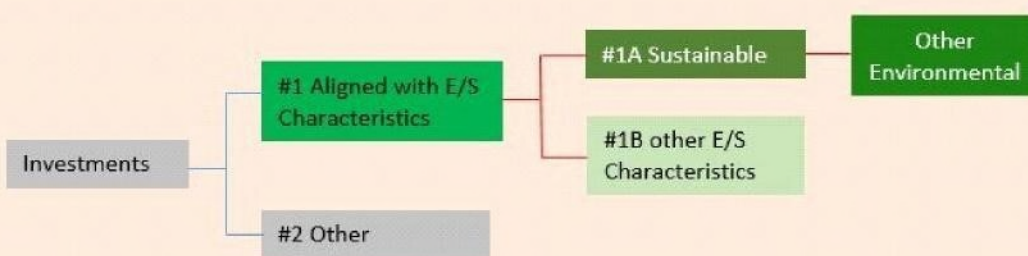 Investments
#1 Aligned with E/S
Characteristics
#2 Other
#1A Sustainable
#1B other E/S
Characteristics
Other
Environmental